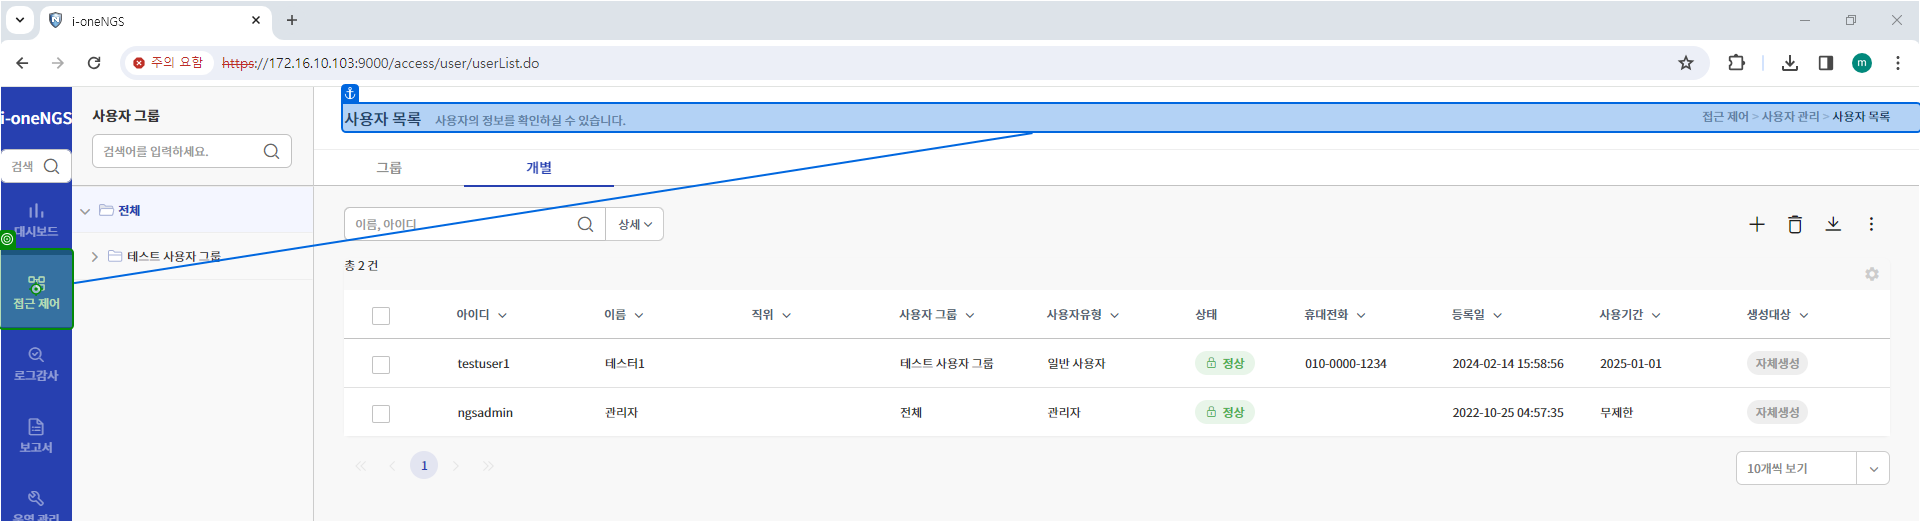 i-oneNGS
주의 요함
https://172.16.10.103:9000/access/user/userList.do
m
i-oneNGS
검색
대시보드
접근 제어
로그감사
보고서
운영 관리
사용자 그룹
검색어를 입력하세요.
전체
테스트 사용자 그룹
사용자 목록 사용자의 정보를 확인하실 수 있습니다.
접근 제어 > 사용자 관리 > 사용자 목록
그룹 개별
이름, 아이디 상세
총 2 건
아이디 이름 직위 사용자 그룹 사용자유형 상태 휴대전화 등록일 사용기간 생성대상
testuser1 테스터1 테스트 사용자 그룹 일반 사용자 정상 010-0000-1234 2024-02-14 15:58:56 2025-01-01 자체생성
ngsadmin 관리자 전체 관리자 정상 2022-10-25 04:57:35 무제한 자체생성
1
10개씩 보기